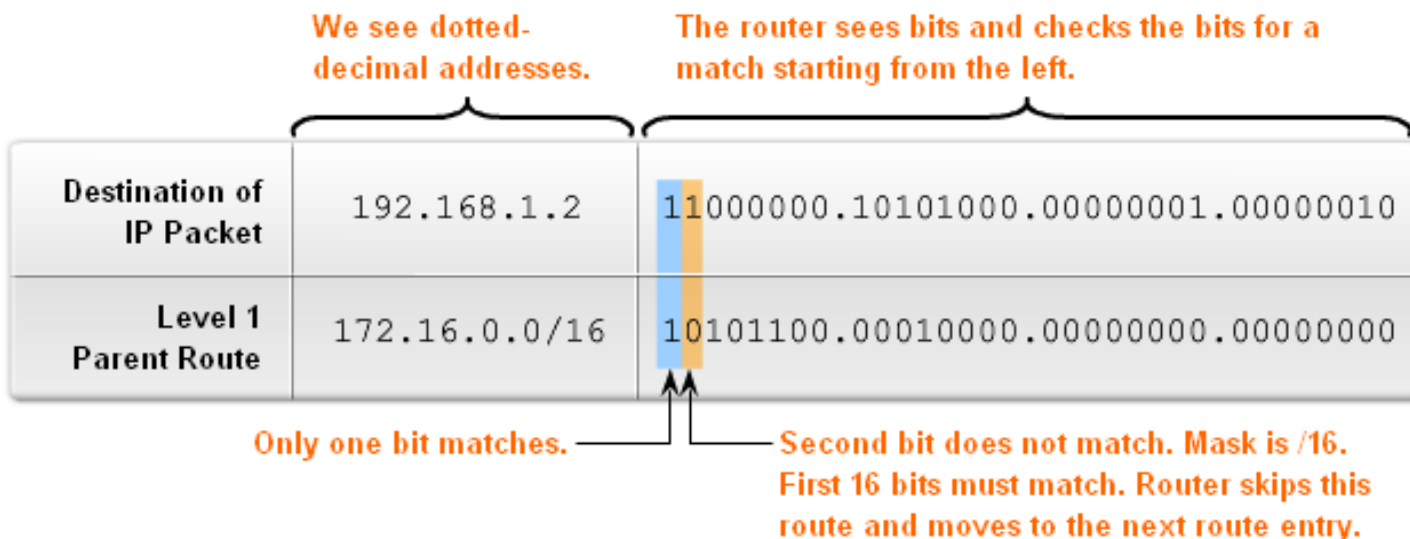 We see dotted-
decimal addresses.
The router sees bits and checks the bits for a
match starting from the left.
Destination of
IP Packet
192.168.1.2
11000000.10101000.00000001.00000010
Level 1
Parent Route
172.16.0.0/16
10101100.00010000.00000000.00000000
Only one bit matches.
Second bit does not match. Mask is /16.
First 16 bits must match. Router skips this
route and moves to the next route entry.